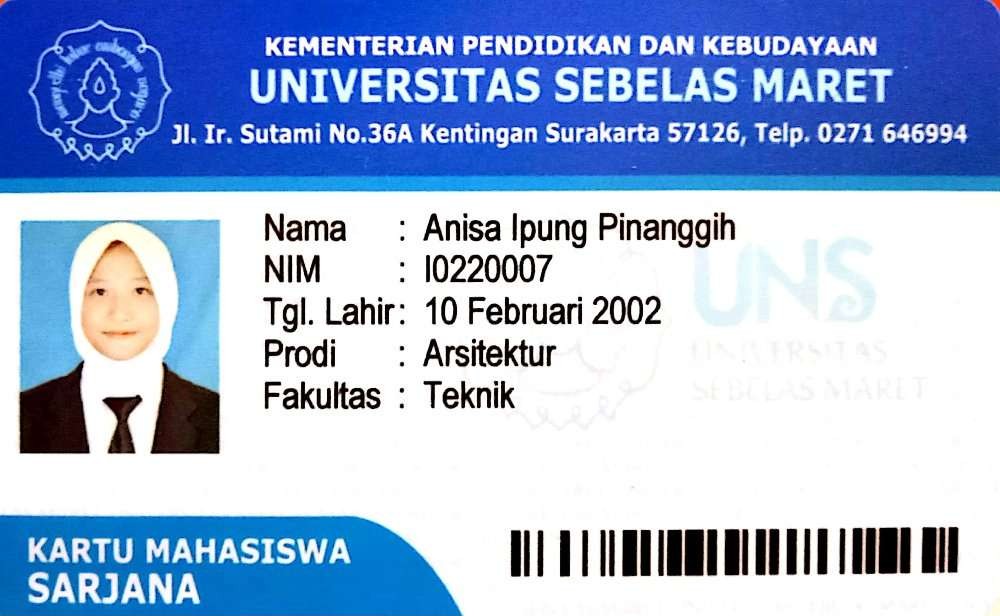 KEMENTERIAN PENDIDIKAN DAN KEBUDAYAAN
UNIVERSITAS SEBELAS MARET
Jl. Ir. Sutami No.36A Kentingan Surakarta 57126, Telp. 0271 646994
Nama : Anisa Ipung Pinanggih
NIM : I0220007
Tgl. Lahir : 10 Februari 2002
Prodi : Arsitektur
Fakultas : Teknik
UNS
UNIVERSITAS
SEBELAS MARET
KARTU MAHASISWA
SARJANA